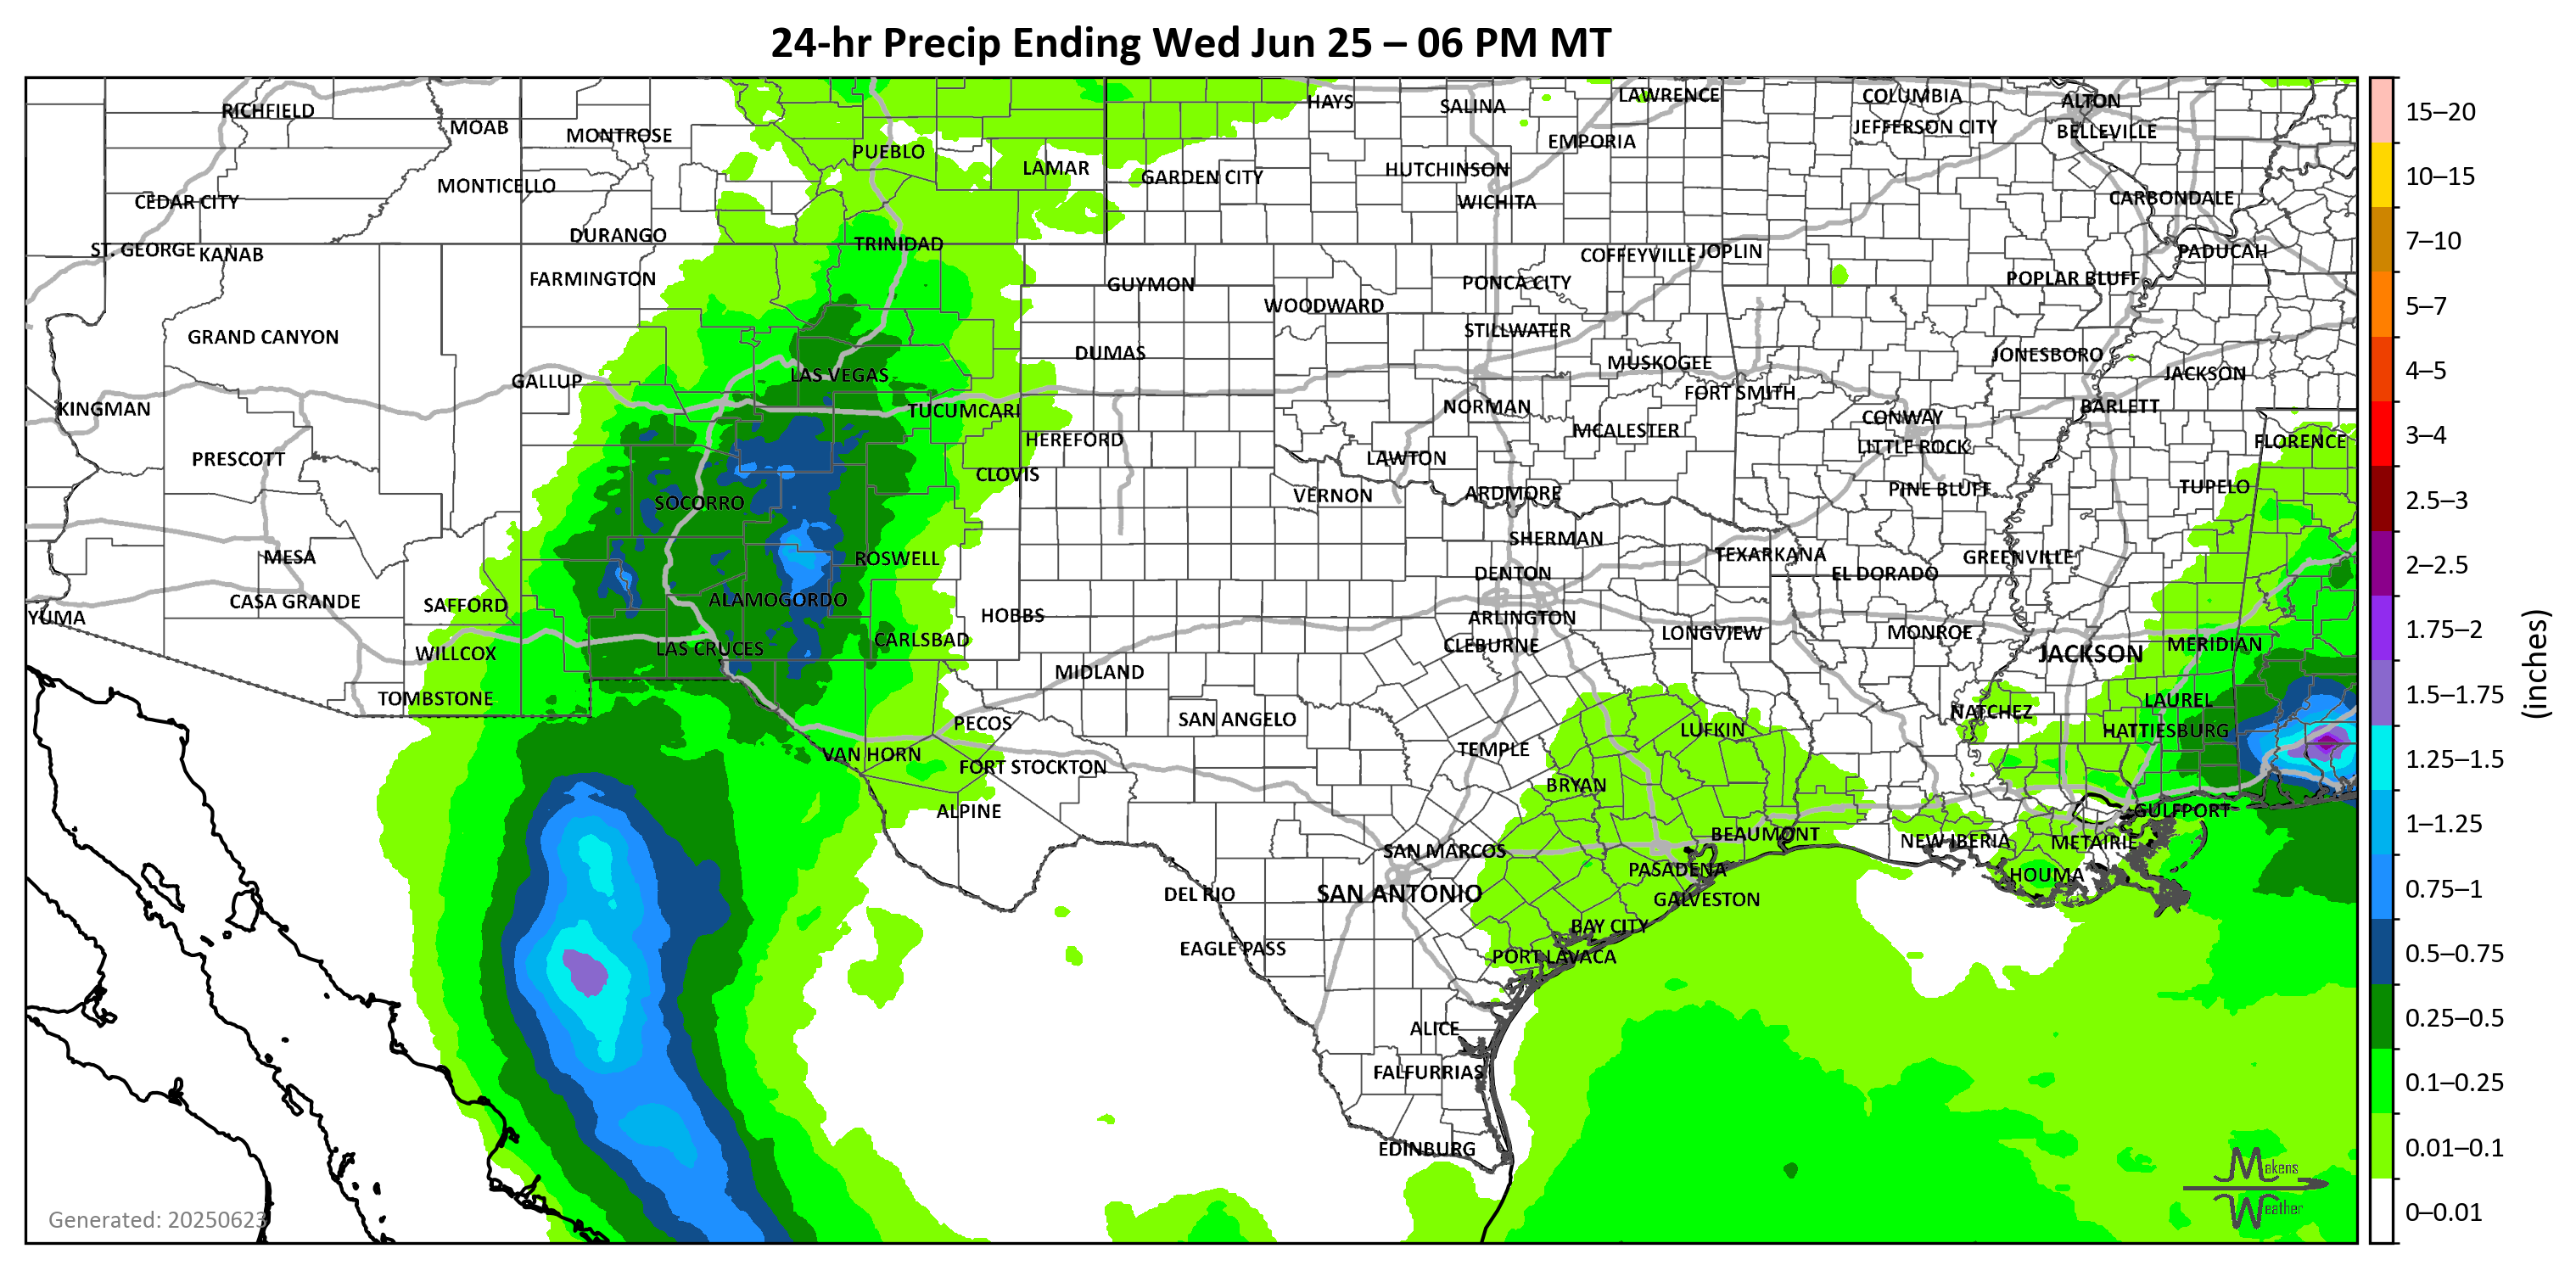 24-hr Precip Ending Wed Jun 25 – 06 PM MT
RICHFIELD
MOAB
MONTROSE
PUEBLO
LAMAR
HAYS
SALINA
LAWRENCE
COLUMBIA
ALTON
JEFFERSON CITY
BELLEVILLE
EMPORIA
HUTCHINSON
GARDEN CITY
MONTICELLO
CEDAR CITY
WICHITA
CARBONDALE
DURANGO
TRINIDAD
ST. GEORGE
KANAB
COFFEYVILLE
JOPLIN
PADUCAH
FARMINGTON
GUYMON
PONCA CITY
POPLAR BLUFF
WOODWARD
GRAND CANYON
STILLWATER
DUMAS
JONESBORO
MUSKOGEE
LAS VEGAS
JACKSON
GALLUP
FORT SMITH
KINGMAN
TUCUMCARI
NORMAN
BARLETT
CONWAY
MCALESTER
HEREFORD
FLORENCE
LITTLE ROCK
PRESCOTT
LAWTON
CLOVIS
TUPELO
PINE BLUFF
VERNON
ARDMORE
SOCORRO
SHERMAN
MESA
ROSWELL
TEXARKANA
GREENVILLE
DENTON
EL DORADO
CASA GRANDE
SAFFORD
ALAMOGORDO
HOBBS
YUMA
ARLINGTON
LONGVIEW
MONROE
CARLSBAD
CLEBURNE
MERIDIAN
LAS CRUCES
WILLCOX
JACKSON
MIDLAND
TOMBSTONE
LAUREL
NATCHEZ
PECOS
SAN ANGELO
LUFKIN
HATTIESBURG
VAN HORN
TEMPLE
FORT STOCKTON
BRYAN
ALPINE
GULFPORT
BEAUMONT
NEW IBERIA
METAIRIE
SAN MARCOS
PASADENA
HOUMA
DEL RIO
SAN ANTONIO
GALVESTON
BAY CITY
EAGLE PASS
PORT LAVACA
ALICE
FALFURRIAS
EDINBURG
Generated: 20250623
Makens
Weather
15–20
10–15
7–10
5–7
4–5
3–4
2.5–3
2–2.5
1.75–2
1.5–1.75
1.25–1.5
1–1.25
0.75–1
0.5–0.75
0.25–0.5
0.1–0.25
0.01–0.1
0–0.01
(inches)